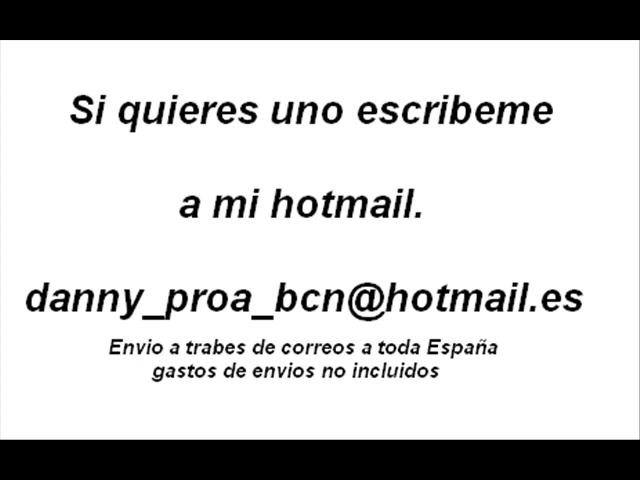 Si quieres uno escribeme
a mi hotmail.
danny_proa_bcn@hotmail.es
Envio a trabes de correos a toda España
gastos de envios no incluidos